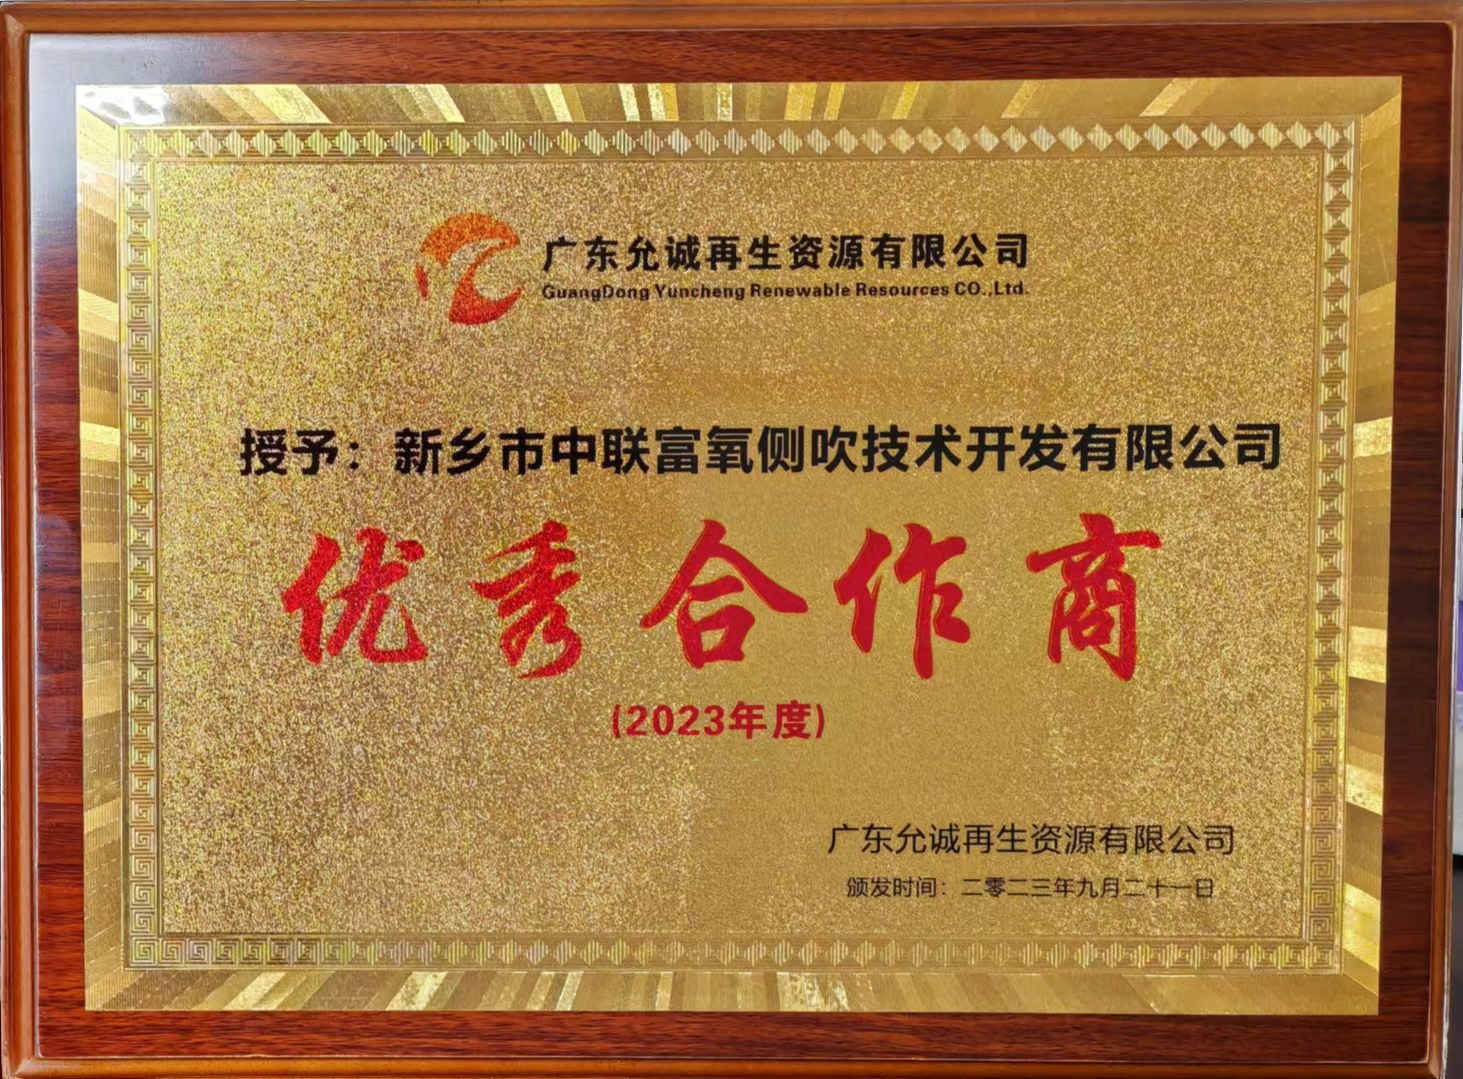 广东允诚再生资源有限公司
GuangDong Yuncheng Renewable Resources CO.,Ltd.
授予：新乡市中联富氧侧吹技术开发有限公司
优秀合作商
(2023年度)
广东允诚再生资源有限公司
颁发时间：二零二三年九月二十一日